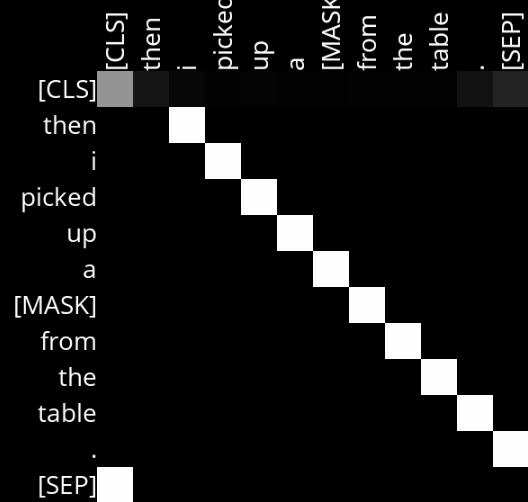 [CLS] then i picked up a [MASK from the table . [SEP]
[CLS]
then
i
picked
up
a
[MASK]
from
the
table
.
[SEP]